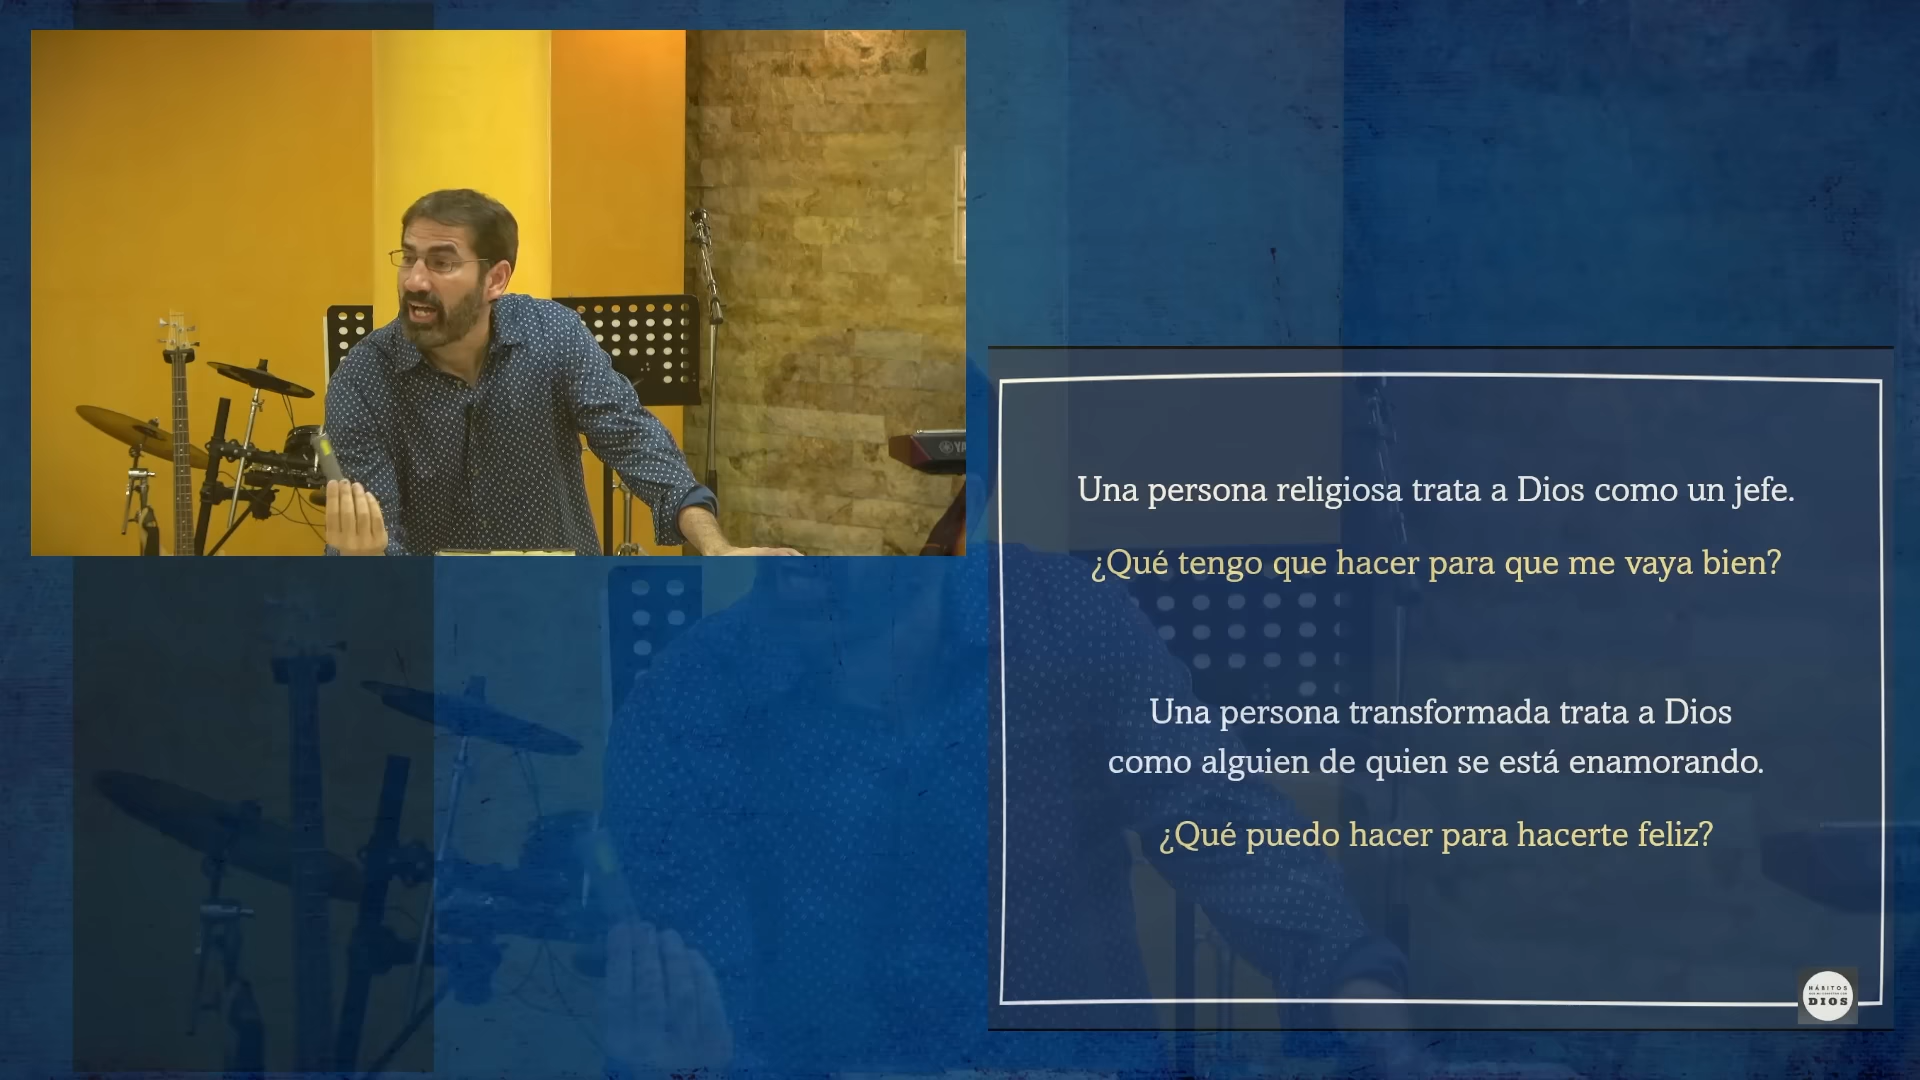 Una persona religiosa trata a Dios como un jefe.
¿Qué tengo que hacer para que me vaya bien?
Una persona transformada trata a Dios
como alguien de quien se está enamorando.
¿Qué puedo hacer para hacerte feliz?
HÁBITOS
DIOS